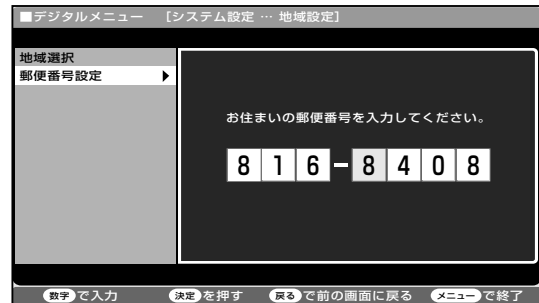 ■デジタルメニュー [システム設定 … 地域設定]
地域選択
郵便番号設定 ▶
お住まいの郵便番号を入力してください。
816-8408
数字で入力 決定を押す 戻るで前の画面に戻る メニューで終了